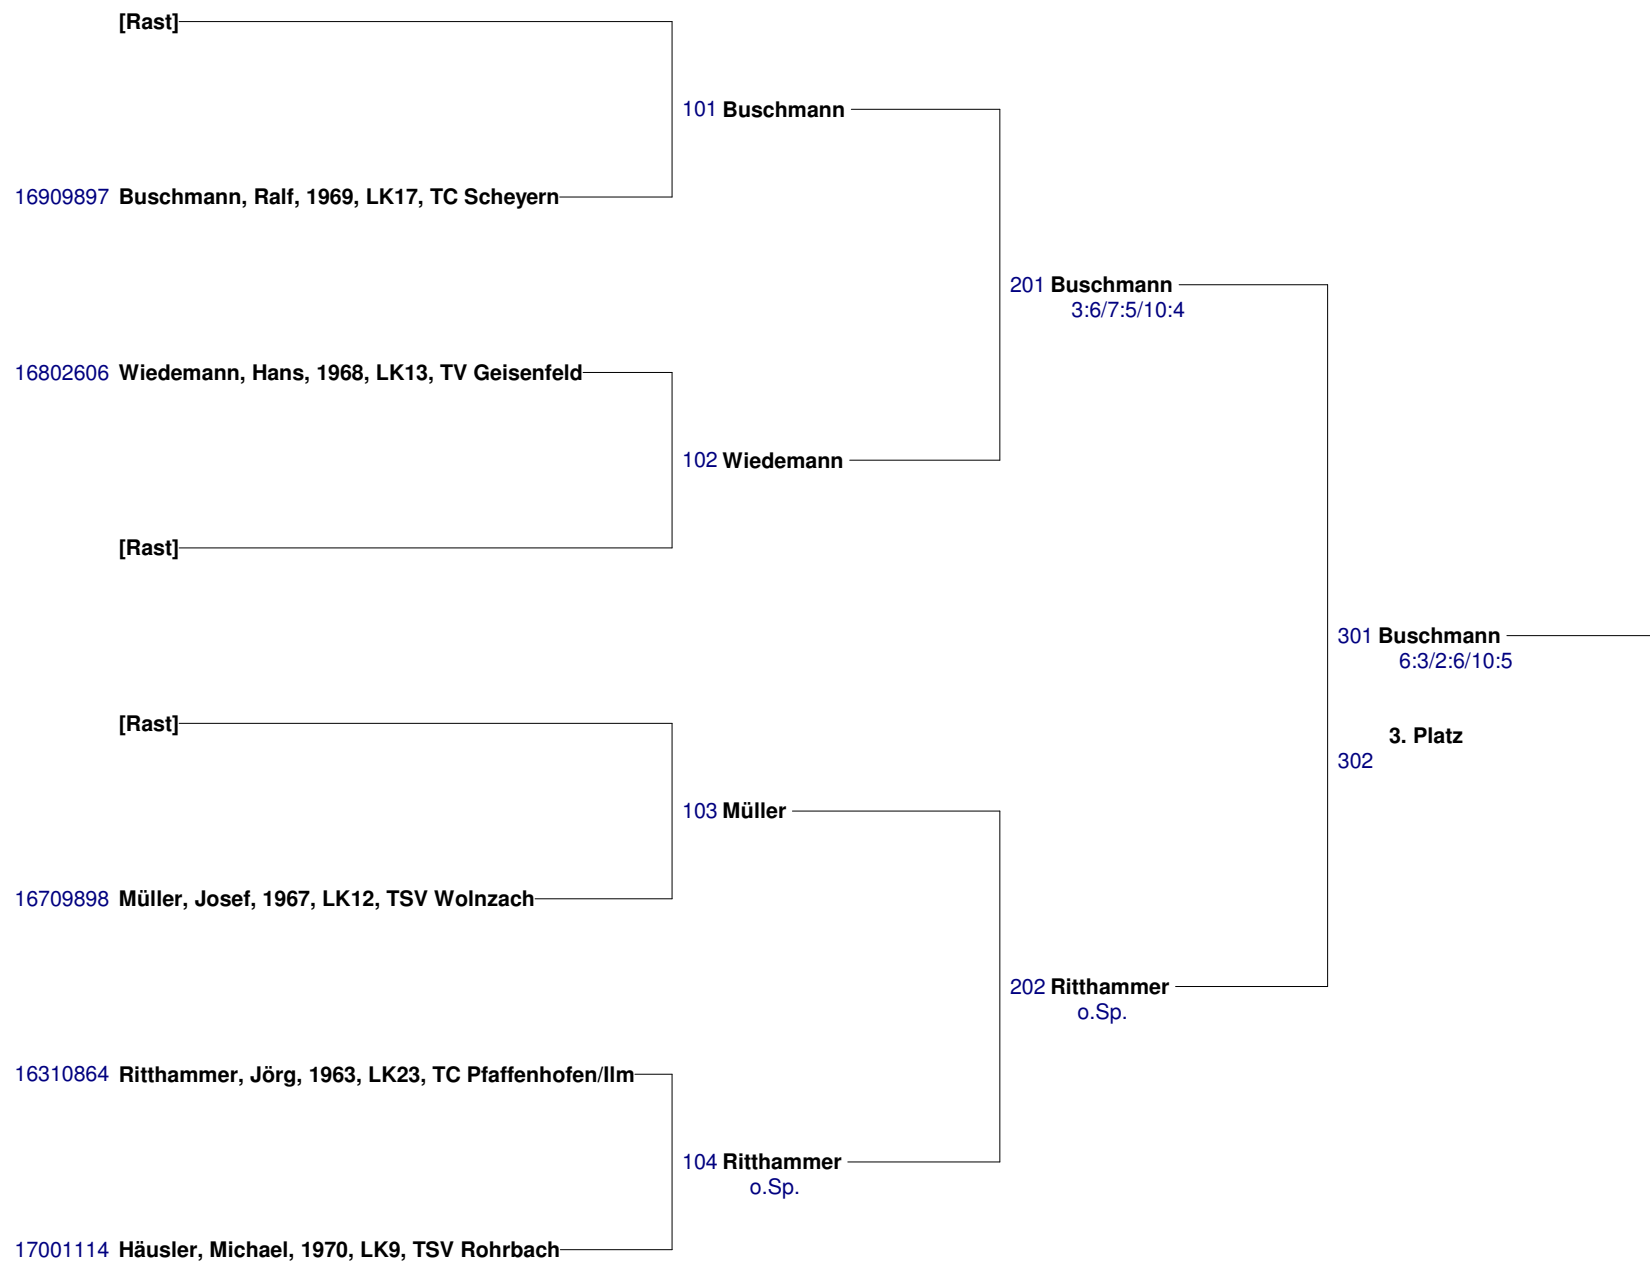 [Rast]
101 Buschmann
16909897 Buschmann, Ralf, 1969, LK17, TC Scheyern
201 Buschmann
3:6/7:5/10:4
16802606 Wiedemann, Hans, 1968, LK13, TV Geisenfeld
102 Wiedemann
[Rast]
301 Buschmann
6:3/2:6/10:5
[Rast]
3. Platz
302
103 Müller
16709898 Müller, Josef, 1967, LK12, TSV Wolnzach
202 Ritthammer
o.Sp.
16310864 Ritthammer, Jörg, 1963, LK23, TC Pfaffenhofen/Ilm
104 Ritthammer
o.Sp.
17001114 Häusler, Michael, 1970, LK9, TSV Rohrbach